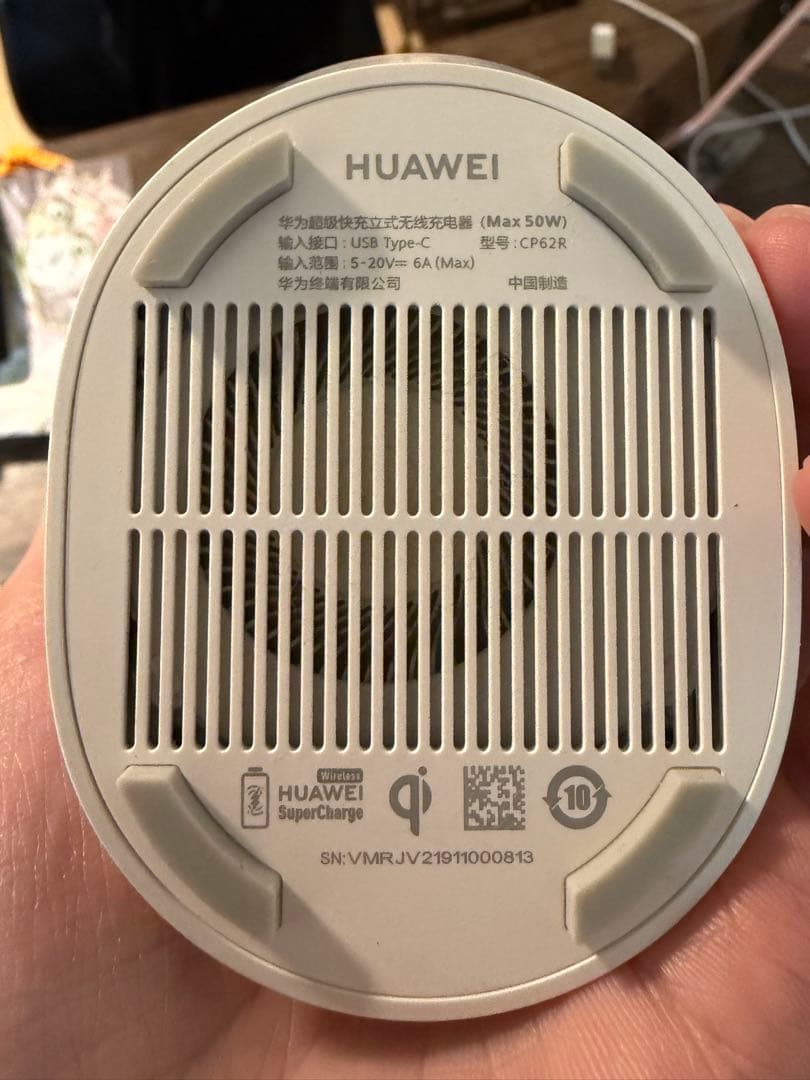 HUAWEI
华为超级快充立式无线充电器 (Max 50W)
输入接口 : USB Type-C 型号 : CP62R
输入范围 : 5-20V⎓ 6A (Max)
华为终端有限公司 中国制造
Wireless
HUAWEI
SuperCharge
qi
10
SN:VMRJV21911000813